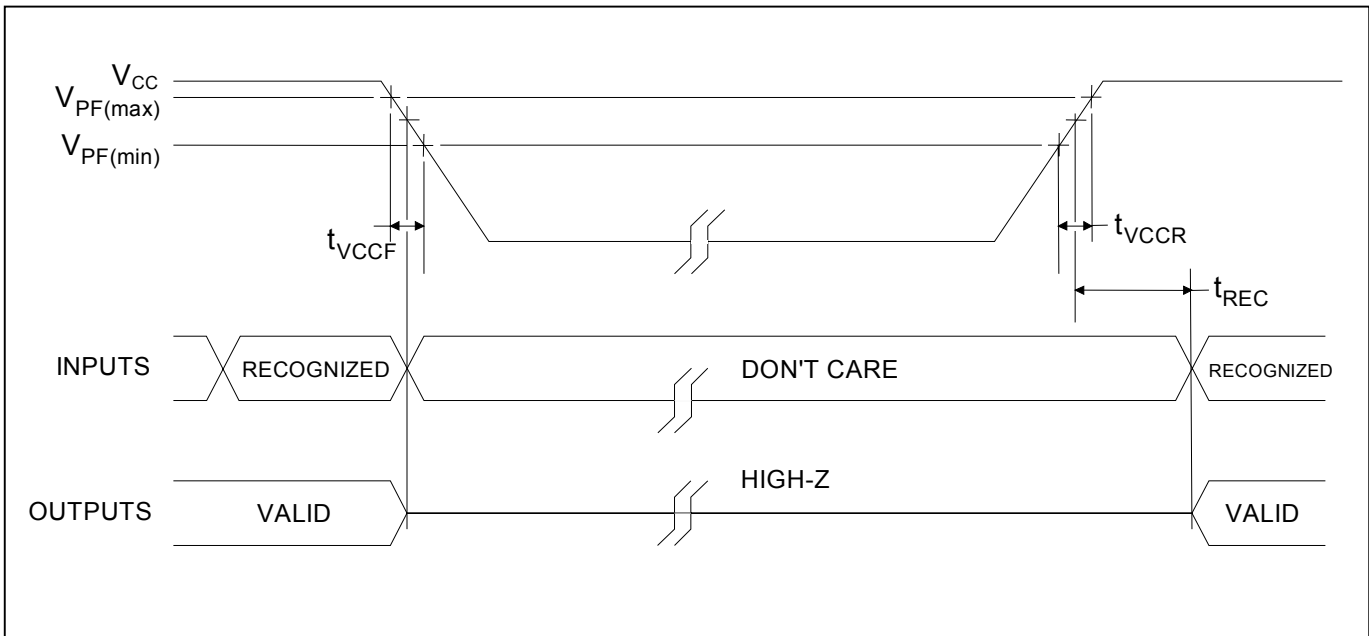 VCC
VPF(max)
VPF(min)
tVCCF
tVCCR
tREC
INPUTS
RECOGNIZED
DON'T CARE
RECOGNIZED
HIGH-Z
OUTPUTS
VALID
VALID